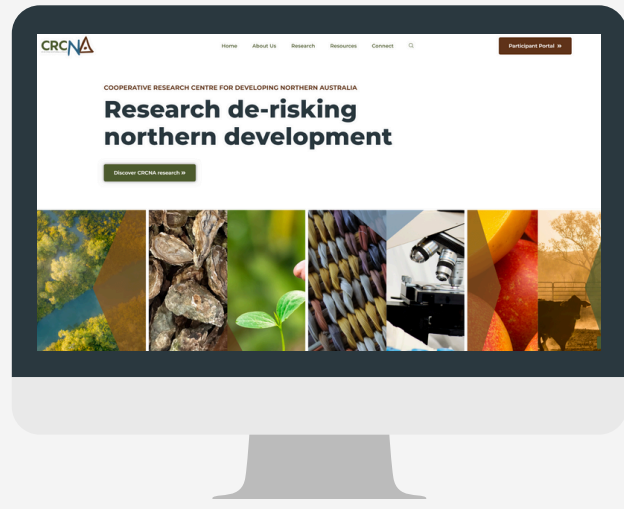 CRCNA
Home About Us Research Resources Connect
Participant Portal »
COOPERATIVE RESEARCH CENTRE FOR DEVELOPING NORTHERN AUSTRALIA
Research de-risking
northern development
Discover CRCNA research »